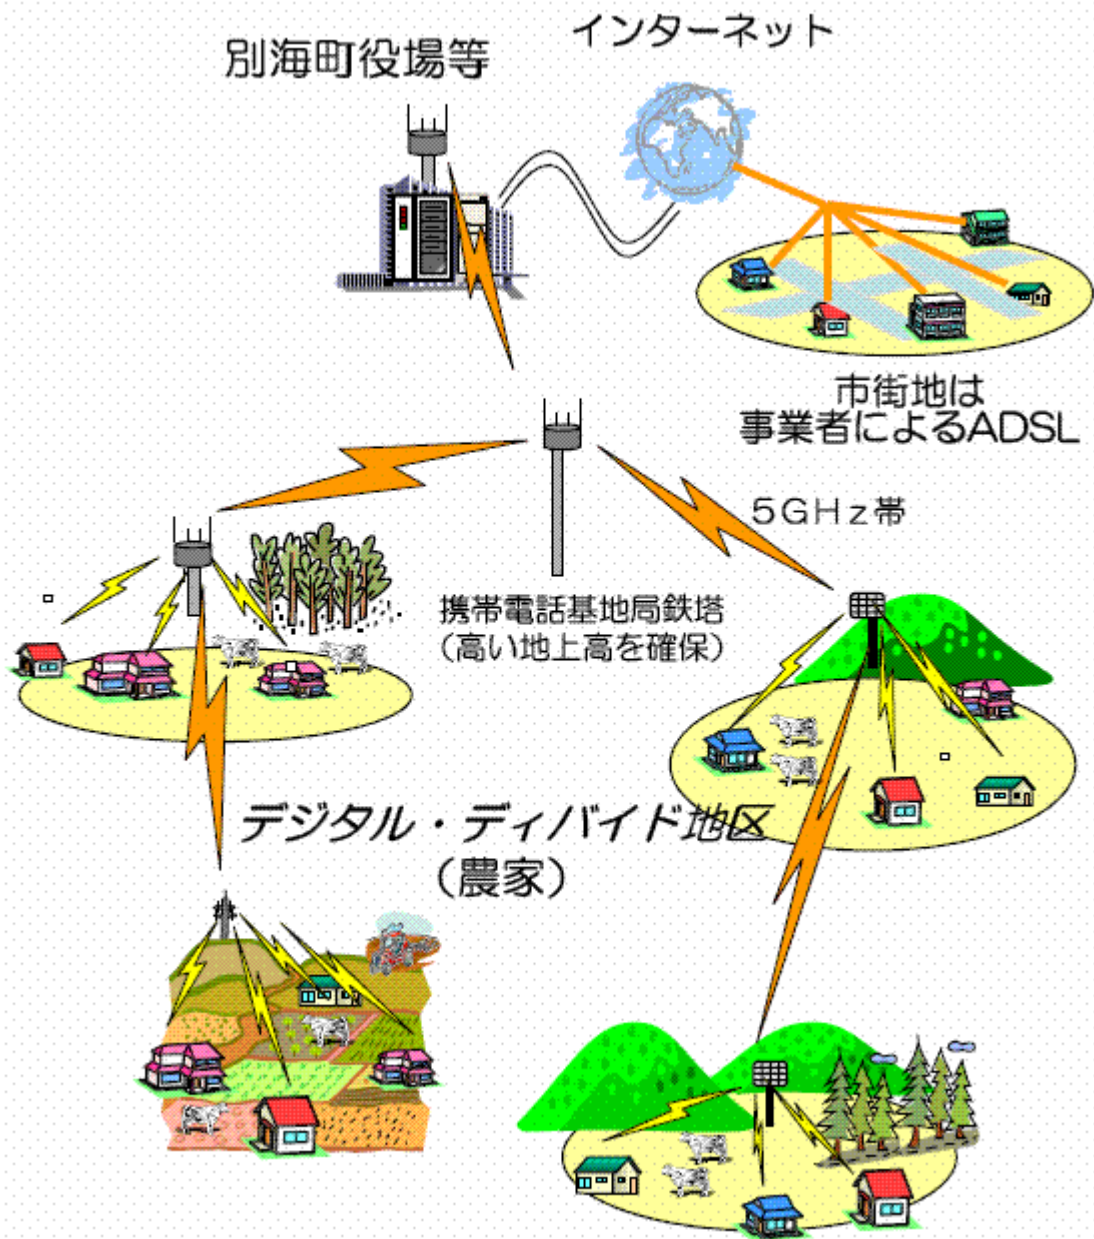 インターネット
別海町役場等
市街地は
事業者によるADSL
5GHz帯
携帯電話基地局鉄塔
(高い地上高を確保)
デジタル・ディバイド地区
(農家)